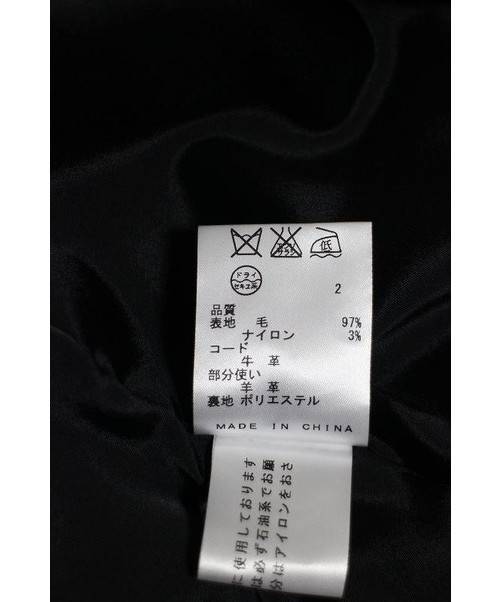 低
ドライ
セキユ系
2
品質
表地 毛 97%
ナイロン 3%
コード
牛革
部分使い
羊革
裏地 ポリエステル
MADE IN CHINA
に使用しております
は必ず石油系でお願
分はアイロンをおさ